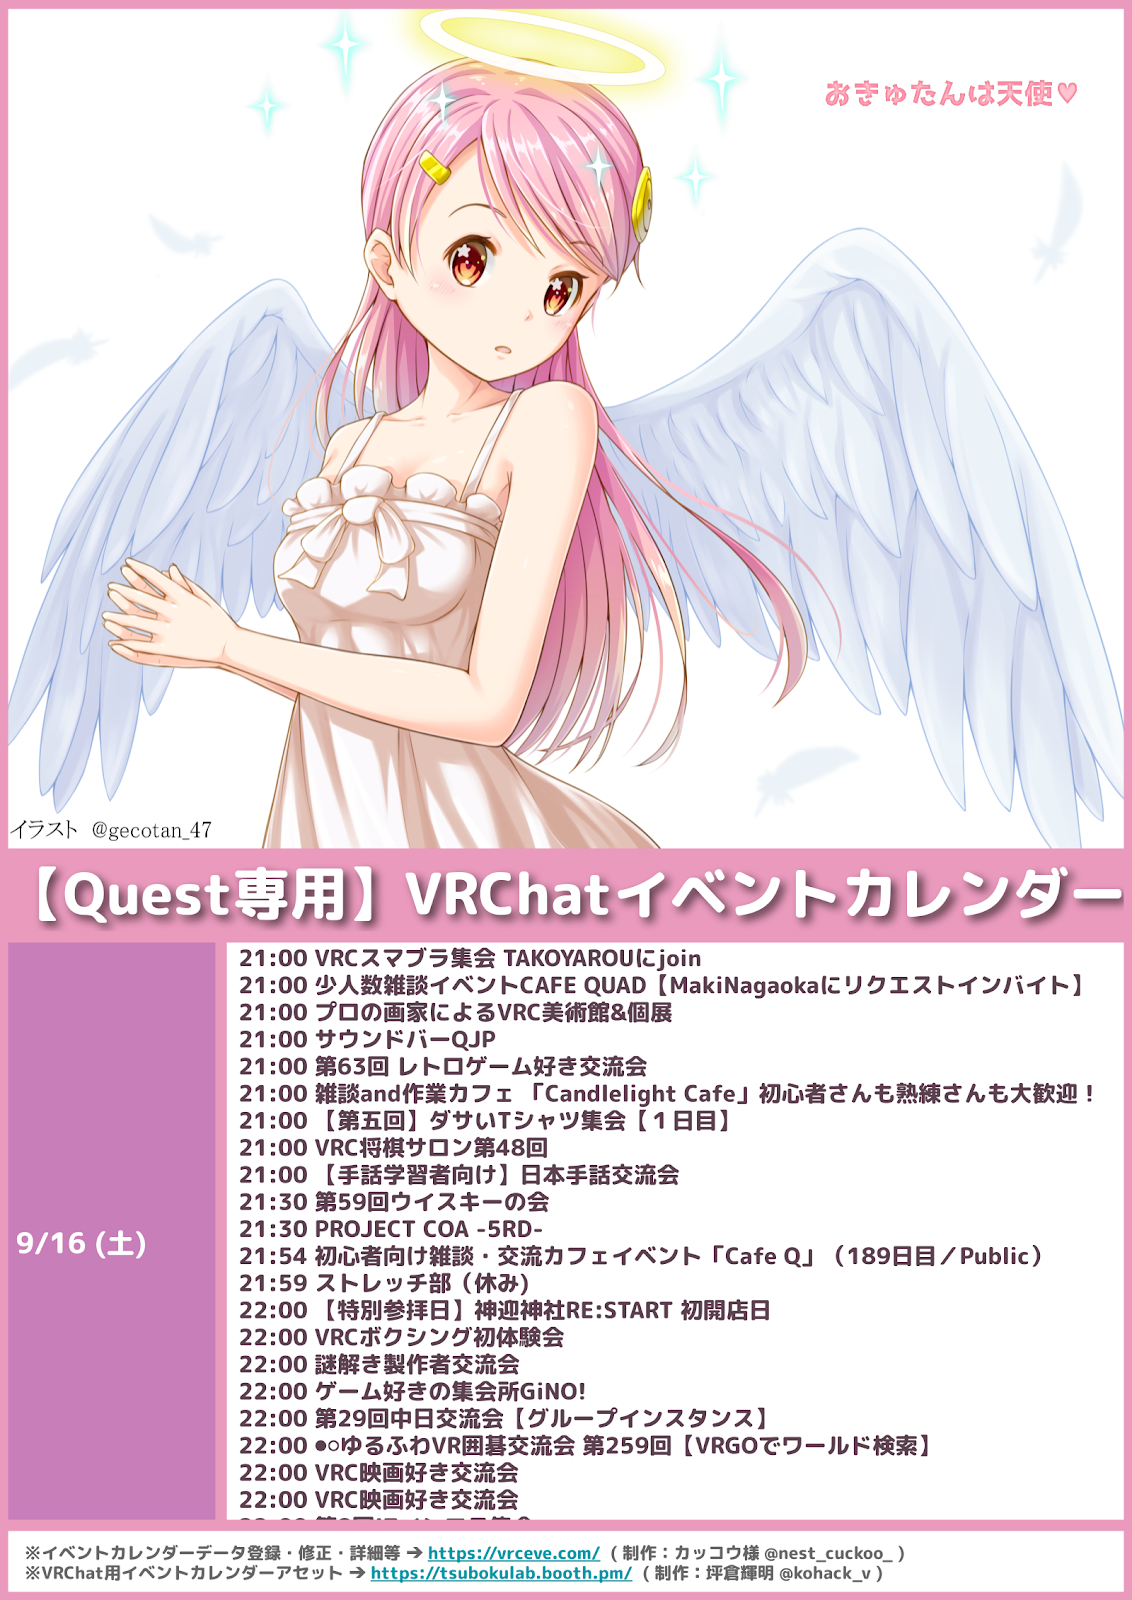 おきゅたんは天使♥
イラスト @gecotan_47
【Quest専用】VRChatイベントカレンダー
9/16 (土)
21:00 VRCスマブラ集会 TAKOYAROUにjoin
21:00 少人数雑談イベントCAFE QUAD【MakiNagaokaにリクエストインバイト】
21:00 プロの画家によるVRC美術館&個展
21:00 サウンドバーQJP
21:00 第63回 レトロゲーム好き交流会
21:00 雑談and作業カフェ 「Candlelight Cafe」初心者さんも熟練さんも大歓迎！
21:00 【第五回】ダサいTシャツ集会【１日目】
21:00 VRC将棋サロン第48回
21:00 【手話学習者向け】日本手話交流会
21:30 第59回ウイスキーの会
21:30 PROJECT COA -5RD-
21:54 初心者向け雑談・交流カフェイベント「Cafe Q」（189日目／Public）
21:59 ストレッチ部（休み)
22:00 【特別参拝日】神迎神社RE:START 初開店日
22:00 VRCボクシング初体験会
22:00 謎解き製作者交流会
22:00 ゲーム好きの集会所GiNO!
22:00 第29回中日交流会【グループインスタンス】
22:00 ●○ゆるふわVR囲碁交流会 第259回【VRGOでワールド検索】
22:00 VRC映画好き交流会
22:00 VRC映画好き交流会
※イベントカレンダーデータ登録・修正・詳細等 ➔ https://vrceve.com/ （制作：カッコウ様 @nest_cuckoo_ ）
※VRChat用イベントカレンダーアセット ➔ https://tsubokulab.booth.pm/ （制作：坪倉輝明 @kohack_v ）